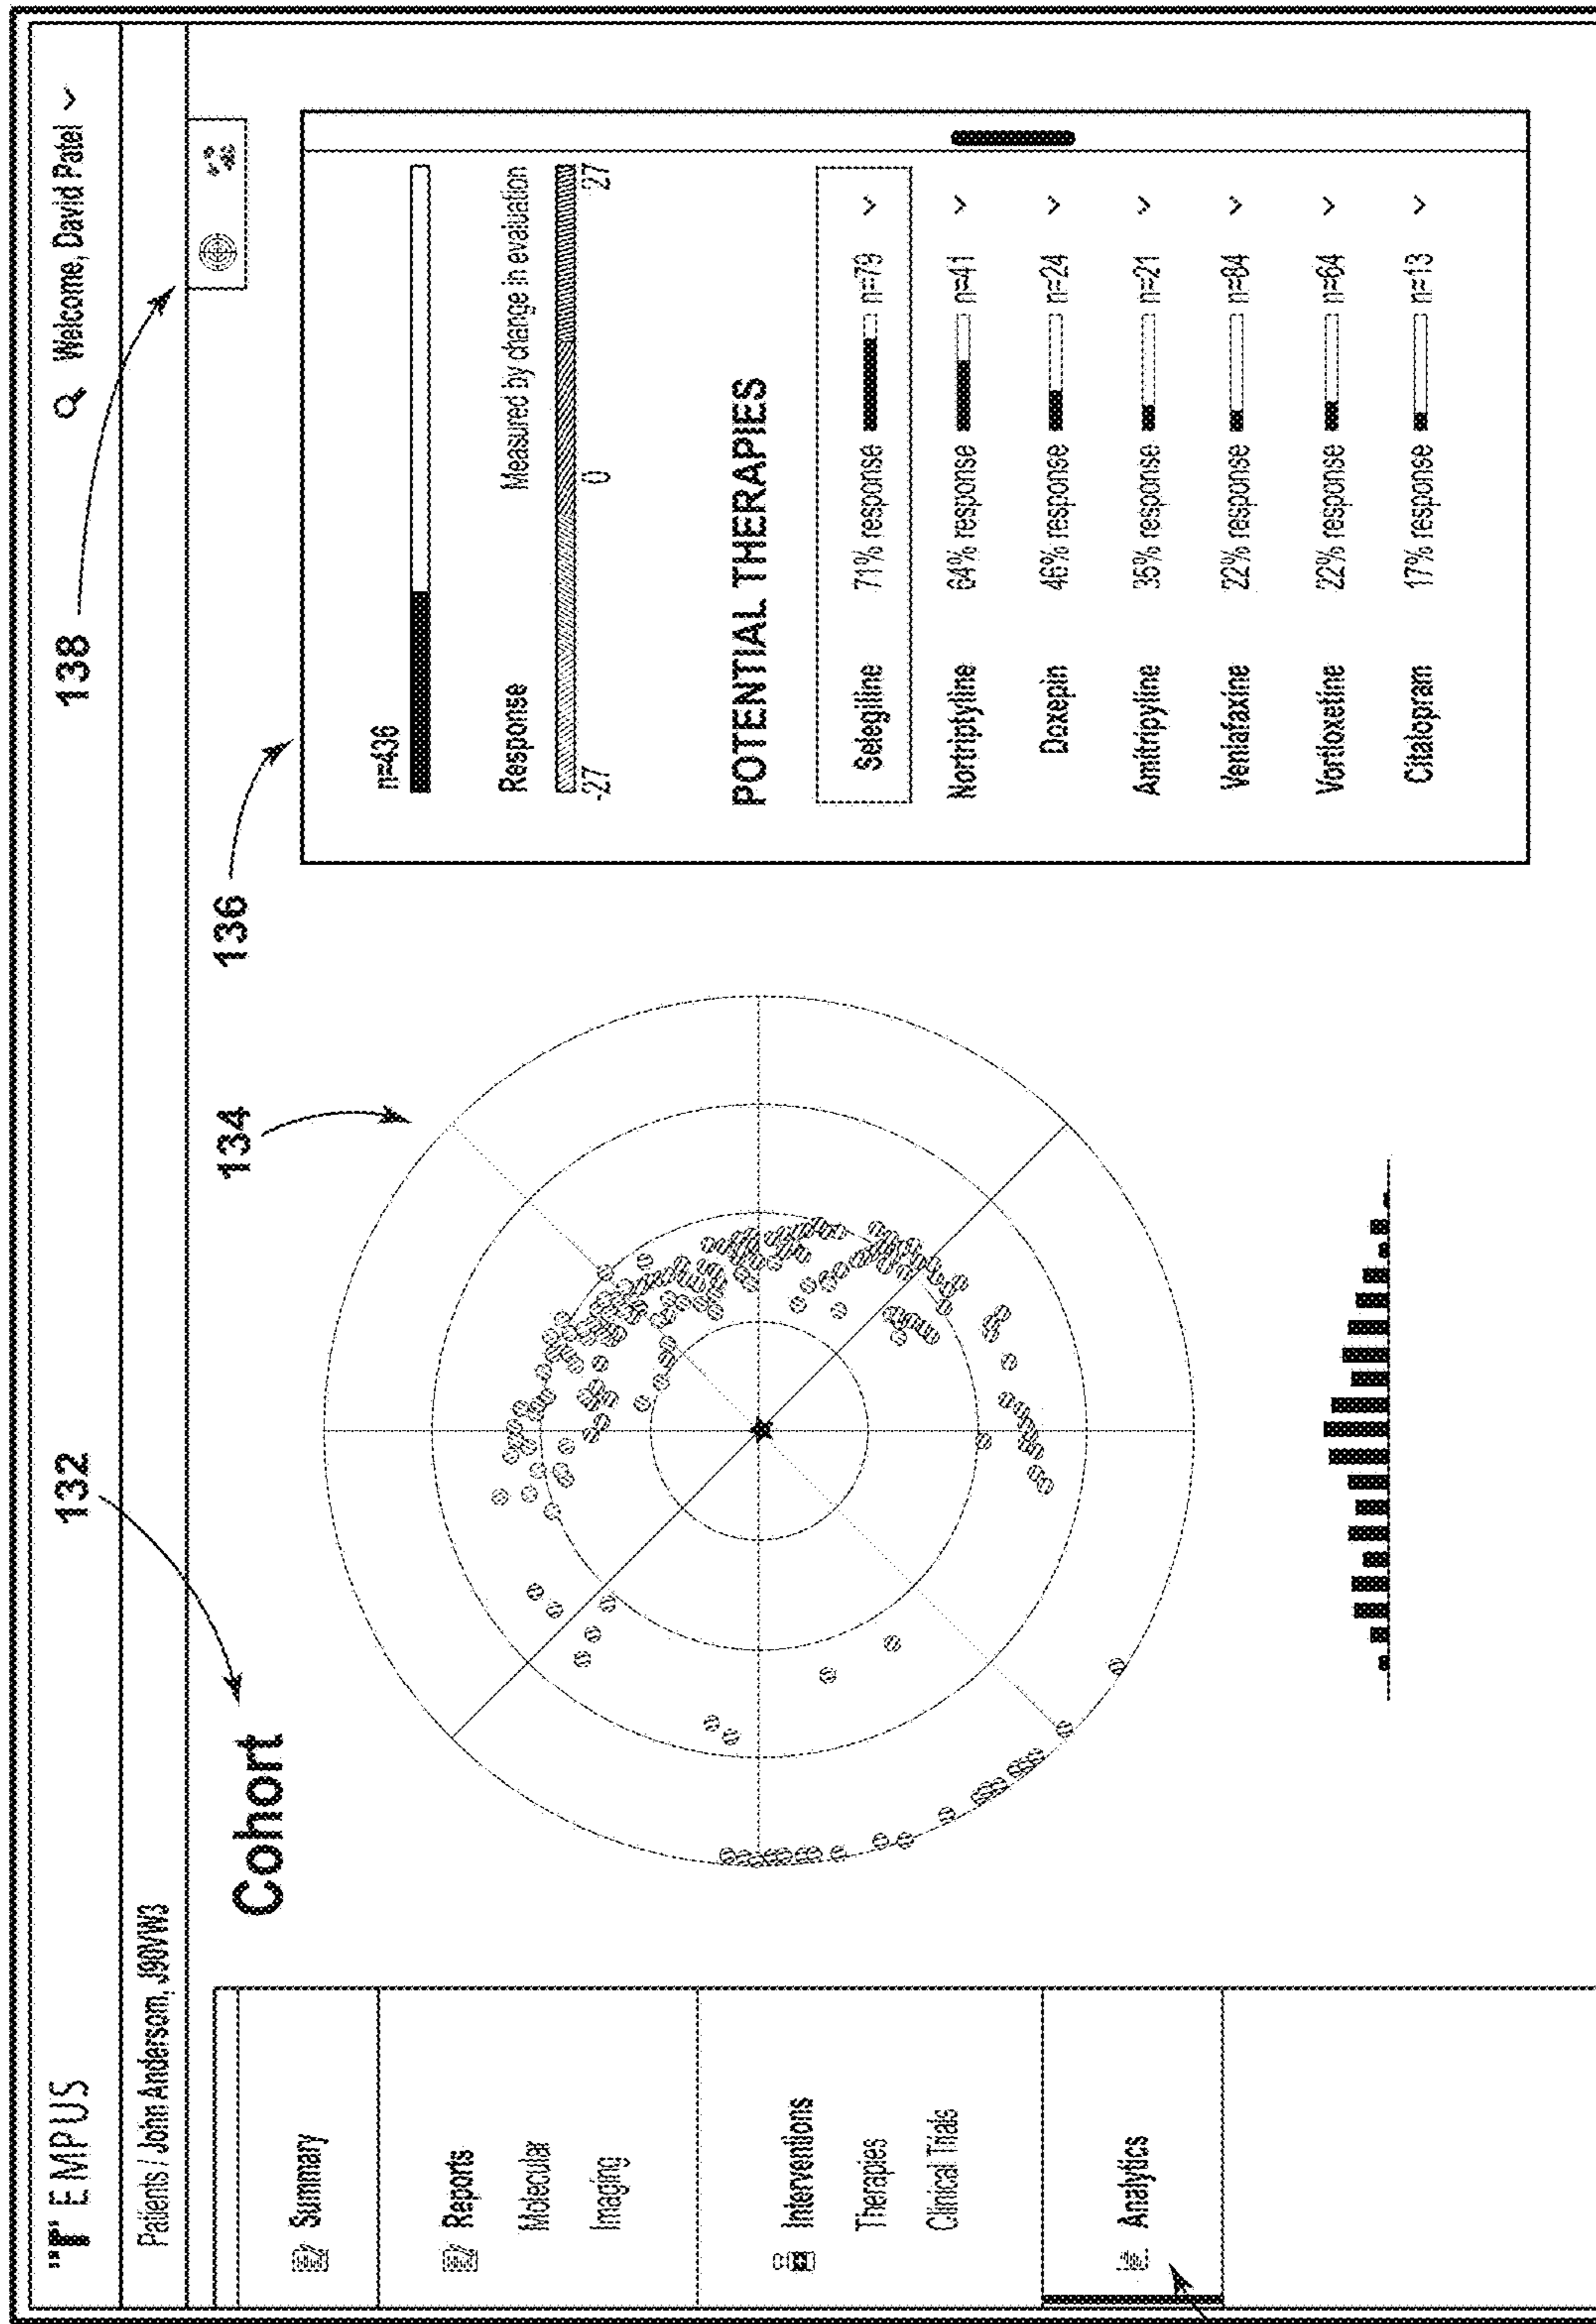 TEMPUS
Welcome, David Patel
138
Patients / John Anderson, J90VW3
132
134
136
Cohort
Summary
Reports
Molecular
Imaging
Interventions
Therapies
Clinical Trials
Analytics
n=436
Response Measured by change in evaluation
-27 0 27
POTENTIAL THERAPIES
Selegiline 71% response n=79
Nortriptyline 64% response n=41
Doxepin 46% response n=24
Amitripyline 35% response n=21
Venlafaxine 22% response n=84
Vortioxetine 22% response n=64
Citalopram 17% response n=13